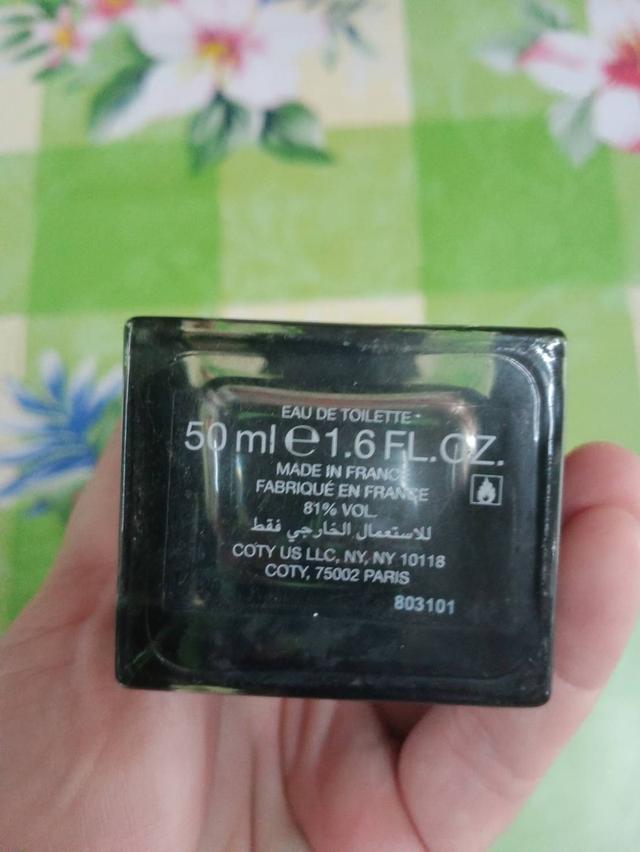 EAU DE TOILETTE
50 ml ℮ 1.6 FL.OZ.
MADE IN FRANCE
FABRIQUÉ EN FRANCE
81% VOL.
للاستعمال الخارجي فقط
COTY US LLC, NY, NY 10118
COTY, 75002 PARIS
803101